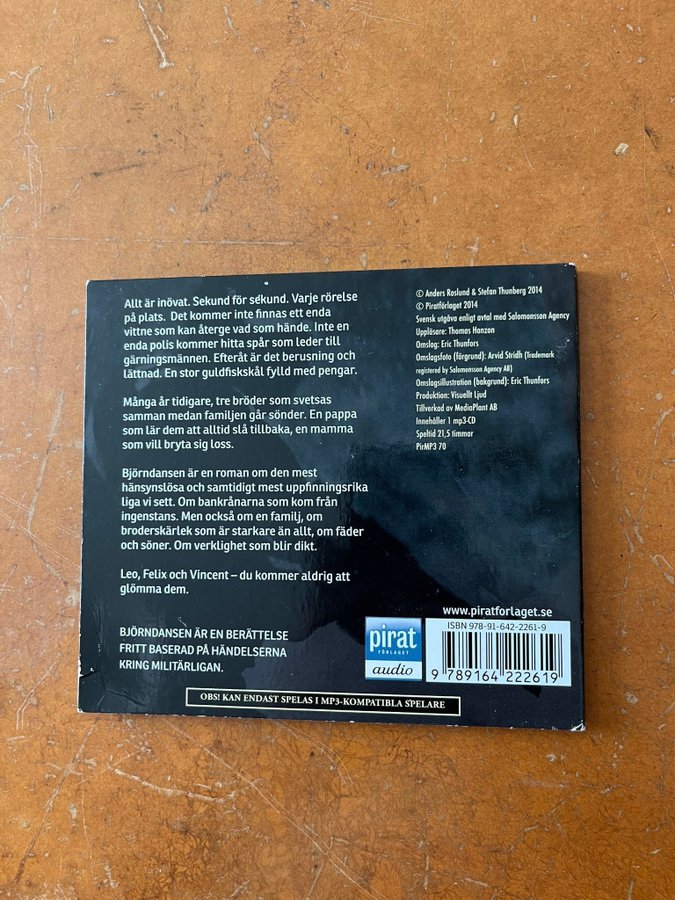 Allt är inövat. Sekund för sekund. Varje rörelse
på plats. Det kommer inte finnas ett enda
vittne som kan återge vad som hände. Inte en
enda polis kommer hitta spår som leder till
gärningsmännen. Efteråt är det berusning och
lättnad. En stor guldfiskskål fylld med pengar.
Många år tidigare, tre bröder som svetsas
samman medan familjen går sönder. En pappa
som lär dem att alltid slå tillbaka, en mamma
som vill bryta sig loss.
Björndansen är en roman om den mest
hänsynslösa och samtidigt mest uppfinningsrika
liga vi sett. Om bankrånarna som kom från
ingenstans. Men också om en familj, om
broderskärlek som är starkare än allt, om fäder
och söner. Om verklighet som blir dikt.
Leo, Felix och Vincent – du kommer aldrig att
glömma dem.
BJÖRNDANSEN ÄR EN BERÄTTELSE
FRITT BASERAD PÅ HÄNDELSERNA
KRING MILITÄRLIGAN.
© Anders Roslund & Stefan Thunberg 2014
© Piratförlaget 2014
Svensk utgåva enligt avtal med Salomonsson Agency
Uppläsare: Thomas Hanzon
Omslag: Eric Thunfors
Omslagsfoto (förgrund): Arvid Stridh (Trademark
registered by Salomonsson Agency AB)
Omslagsillustration (bakgrund): Eric Thunfors
Produktion: Visuellt Ljud
Tillverkad av MediaPlant AB
Innehåller 1 mp3-CD
Speltid 21,5 timmar
PirMP3 70
www.piratforlaget.se
pirat
FÖRLAGET
audio
ISBN 978-91-642-2261-9
9 789164 222619
OBS! KAN ENDAST SPELAS I MP3-KOMPATIBLA SPELARE